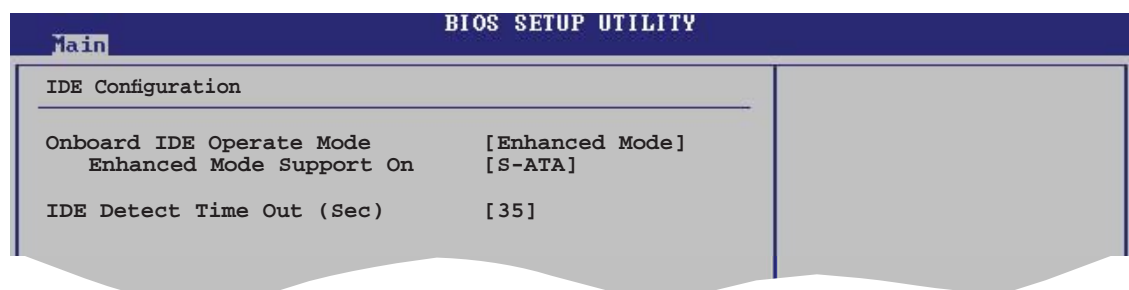 BIOS SETUP UTILITY
Main
IDE Configuration
Onboard IDE Operate Mode [Enhanced Mode]
Enhanced Mode Support On [S-ATA]
IDE Detect Time Out (Sec) [35]